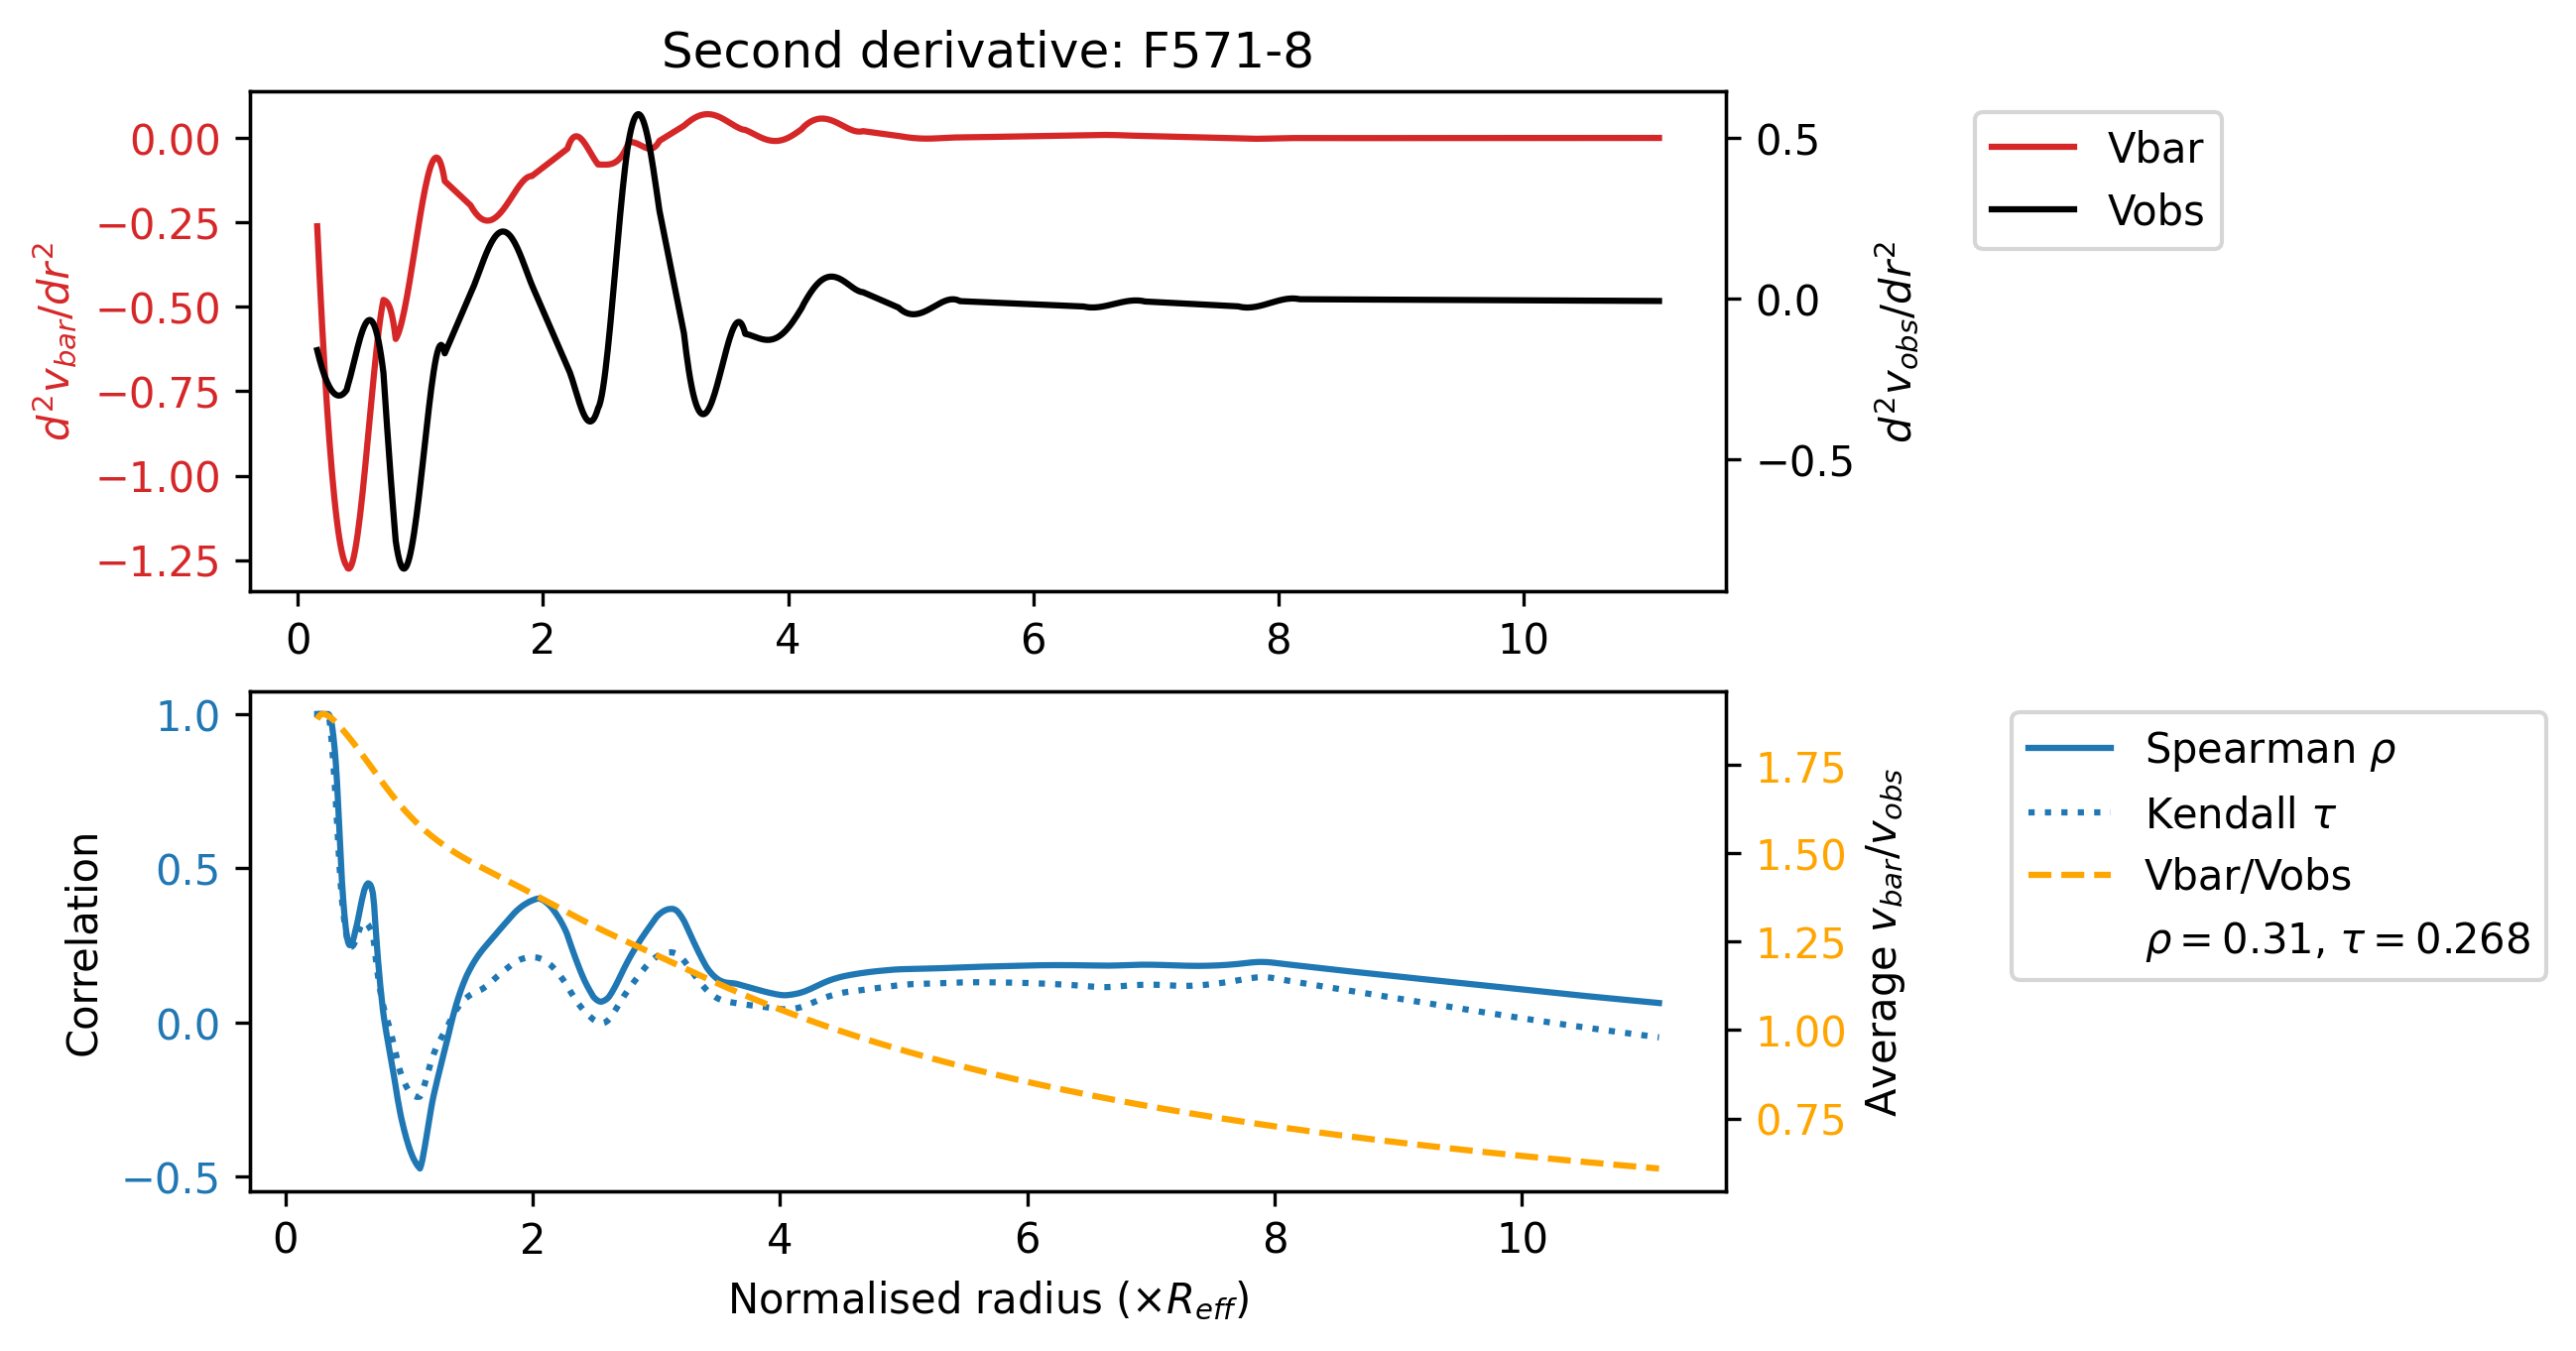 Second derivative: F571-8
d²v_bar/dr²
0.00
−0.25
−0.50
−0.75
−1.00
−1.25
0.5
0.0
−0.5
d²v_obs/dr²
0 2 4 6 8 10
Vbar
Vobs
Correlation
1.0
0.5
0.0
−0.5
1.75
1.50
1.25
1.00
0.75
Average v_bar/v_obs
0 2 4 6 8 10
Normalised radius (×R_eff)
Spearman ρ
Kendall τ
Vbar/Vobs
ρ = 0.31, τ = 0.268